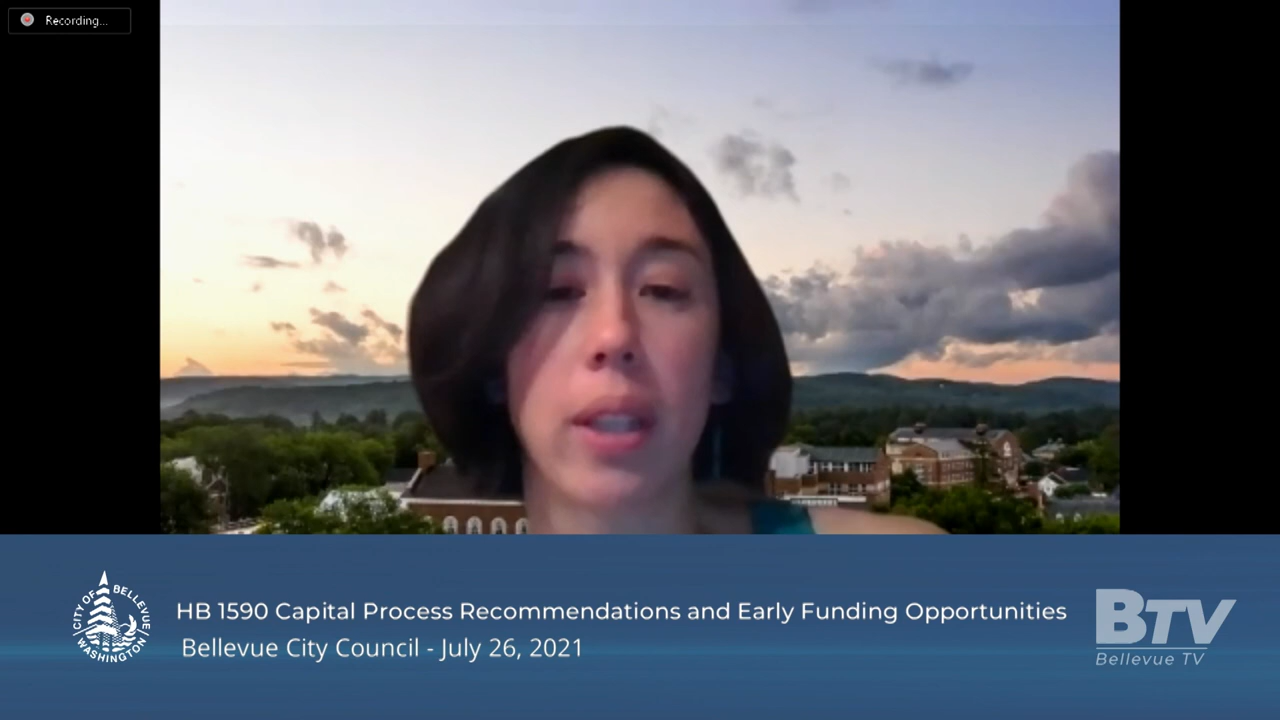 Recording...
CITY OF BELLEVUE
WASHINGTON
HB 1590 Capital Process Recommendations and Early Funding Opportunities
Bellevue City Council - July 26, 2021
BTV
Bellevue TV